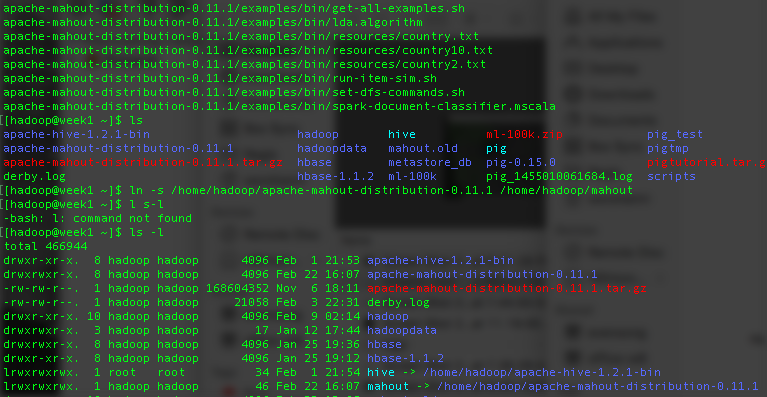 apache-mahout-distribution-0.11.1/examples/bin/get-all-examples.sh
apache-mahout-distribution-0.11.1/examples/bin/lda.algorithm
apache-mahout-distribution-0.11.1/examples/bin/resources/country.txt
apache-mahout-distribution-0.11.1/examples/bin/resources/country10.txt
apache-mahout-distribution-0.11.1/examples/bin/resources/country2.txt
apache-mahout-distribution-0.11.1/examples/bin/run-item-sim.sh
apache-mahout-distribution-0.11.1/examples/bin/set-dfs-commands.sh
apache-mahout-distribution-0.11.1/examples/bin/spark-document-classifier.mscala
[[hadoop@week1 ~]$ ls
apache-hive-1.2.1-bin hadoop hive ml-100k.zip pig_test
apache-mahout-distribution-0.11.1 hadoopdata mahout.old pig pigtmp
apache-mahout-distribution-0.11.1.tar.gz hbase metastore_db pig-0.15.0 pigtutorial.tar.g
derby.log hbase-1.1.2 ml-100k pig_1455010061684.log scripts
[[hadoop@week1 ~]$ ln -s /home/hadoop/apache-mahout-distribution-0.11.1 /home/hadoop/mahout
[[hadoop@week1 ~]$ l s-l
-bash: l: command not found
[[hadoop@week1 ~]$ ls -l
total 466944
drwxr-xr-x. 8 hadoop hadoop 4096 Feb 1 21:53 apache-hive-1.2.1-bin
drwxrwxr-x. 8 hadoop hadoop 4096 Feb 22 16:07 apache-mahout-distribution-0.11.1
-rw-rw-r--. 1 hadoop hadoop 168604352 Nov 6 18:11 apache-mahout-distribution-0.11.1.tar.gz
-rw-rw-r--. 1 hadoop hadoop 21058 Feb 3 22:31 derby.log
drwxr-xr-x. 10 hadoop hadoop 4096 Feb 9 02:14 hadoop
drwxrwxr-x. 3 hadoop hadoop 17 Jan 12 17:44 hadoopdata
drwxrwxr-x. 8 hadoop hadoop 4096 Jan 25 19:36 hbase
drwxrwxr-x. 8 hadoop hadoop 4096 Jan 25 19:12 hbase-1.1.2
lrwxrwxrwx. 1 root root 34 Feb 1 21:54 hive -> /home/hadoop/apache-hive-1.2.1-bin
lrwxrwxrwx. 1 hadoop hadoop 46 Feb 22 16:07 mahout -> /home/hadoop/apache-mahout-distribution-0.11.1